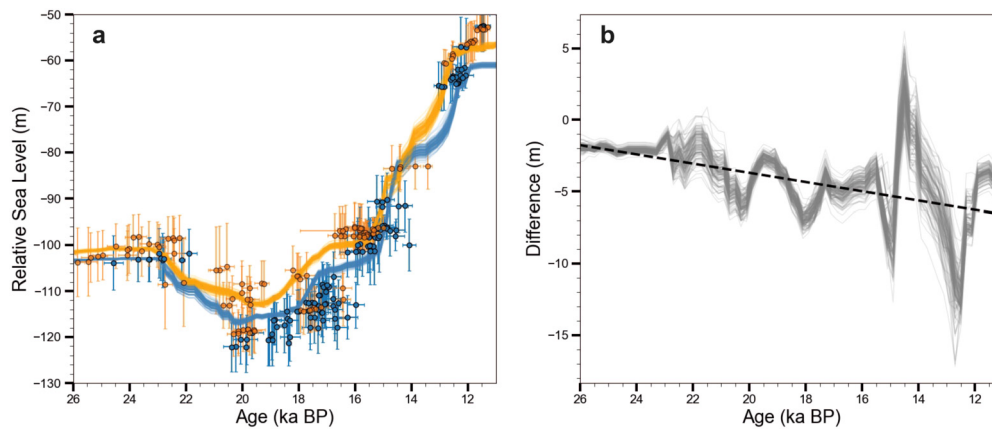 a
−50
−60
−70
−80
−90
−100
−110
−120
−130
Relative Sea Level (m)
26 24 22 20 18 16 14 12
Age (ka BP)
b
5
0
−5
−10
−15
Difference (m)
26 24 22 20 18 16 14 12
Age (ka BP)